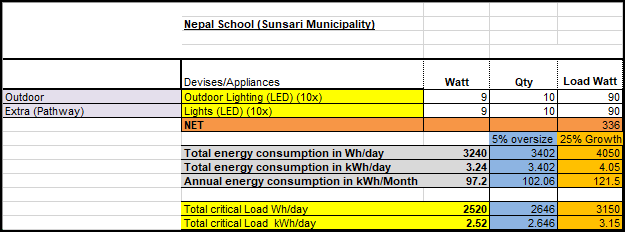 Nepal School (Sunsari Municipality)
Devises/Appliances Watt Qty Load Watt
Outdoor Outdoor Lighting (LED) (10x) 9 10 90
Extra (Pathway) Lights (LED) (10x) 9 10 90
NET 336
5% oversize 25% Growth
Total energy consumption in Wh/day 3240 3402 4050
Total energy consumption in kWh/day 3.24 3.402 4.05
Annual energy consumption in kWh/Month 97.2 102.06 121.5
Total critical Load Wh/day 2520 2646 3150
Total critical Load kWh/day 2.52 2.646 3.15